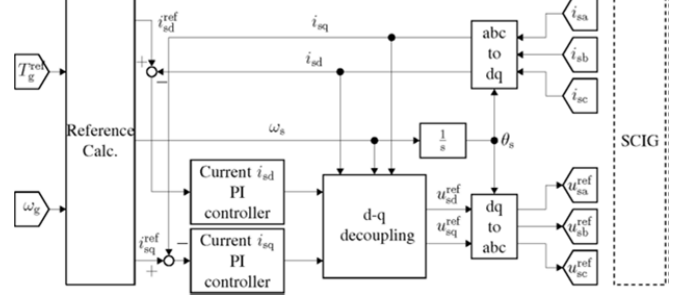 i_sd^ref
i_sq
i_sa
abc
to
dq
i_sb
i_sd
T_g^ref
+
−
i_sc
Reference
Calc.
ω_s
1/s
θ_s
SCIG
Current i_sd
PI
controller
u_sa^ref
ω_g
d-q
decoupling
u_sd^ref
u_sq^ref
dq
to
abc
u_sb^ref
i_sq^ref
−
+
Current i_sq
PI
controller
u_sc^ref